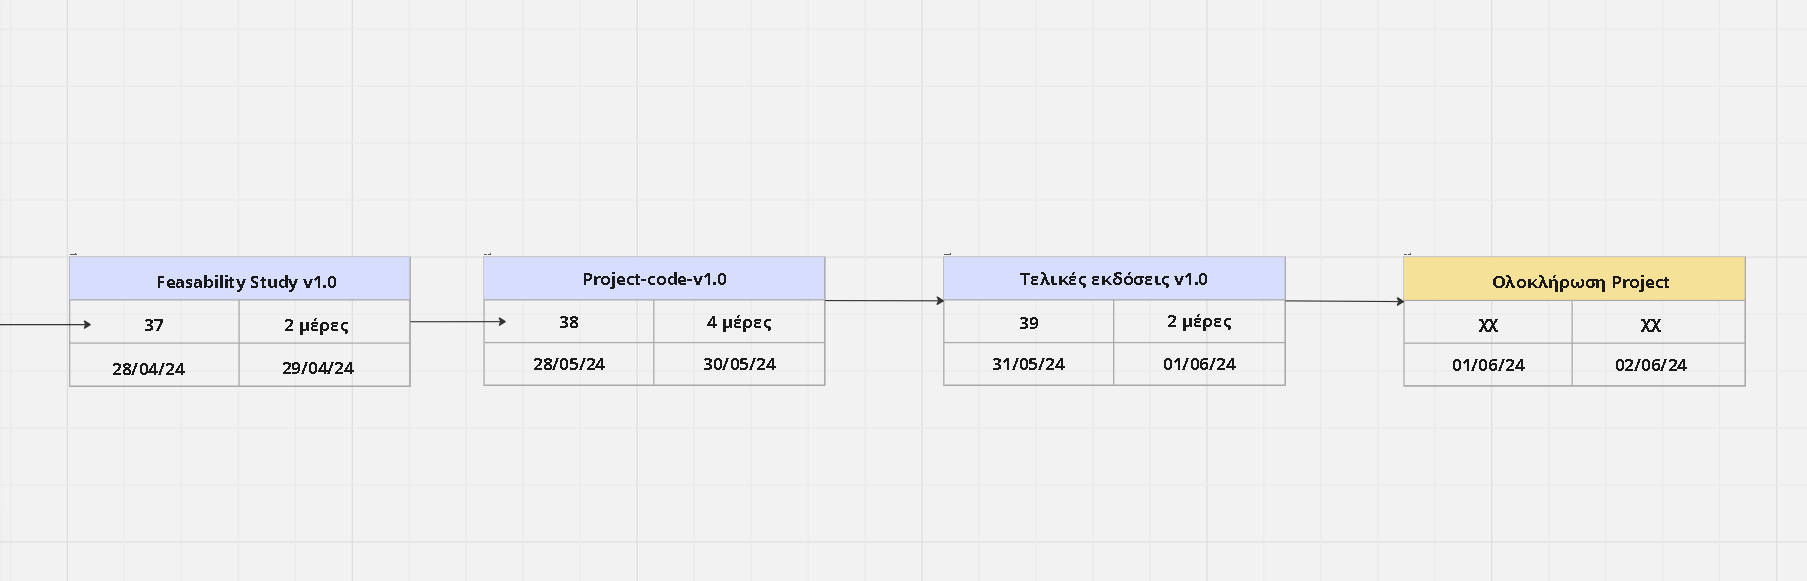 Feasability Study v1.0
37
2 μέρες
28/04/24
29/04/24
Project-code-v1.0
38
4 μέρες
28/05/24
30/05/24
Τελικές εκδόσεις v1.0
39
2 μέρες
31/05/24
01/06/24
Ολοκλήρωση Project
χχ
χχ
01/06/24
02/06/24